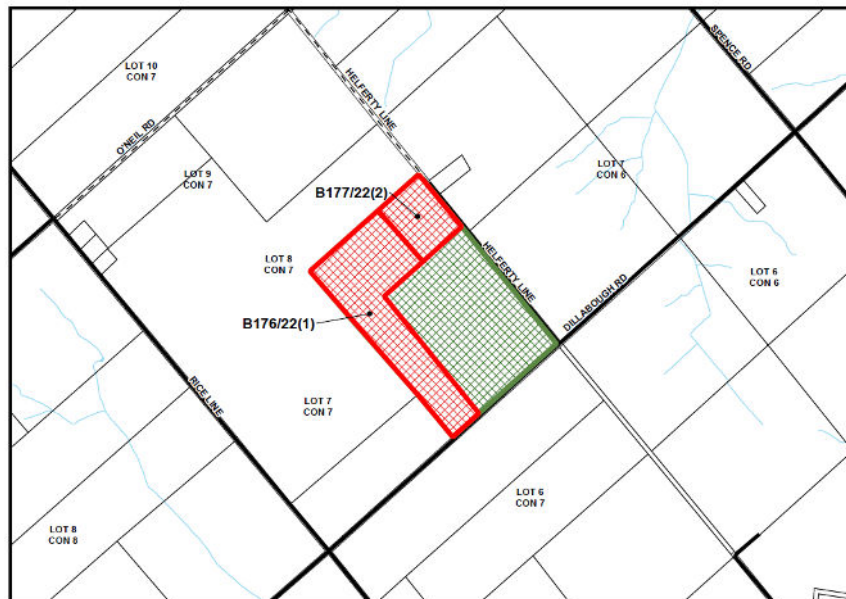 LOT 10
CON 7
HELFERTY LINE
SPENCE RD
O'NEIL RD
LOT 9
CON 7
B177/22(2)
LOT 7
CON 6
LOT 8
CON 7
HELFERTY LINE
DILLABOUGH RD
LOT 6
CON 6
B176/22(1)
RICE LINE
LOT 7
CON 7
LOT 6
CON 7
LOT 8
CON 8